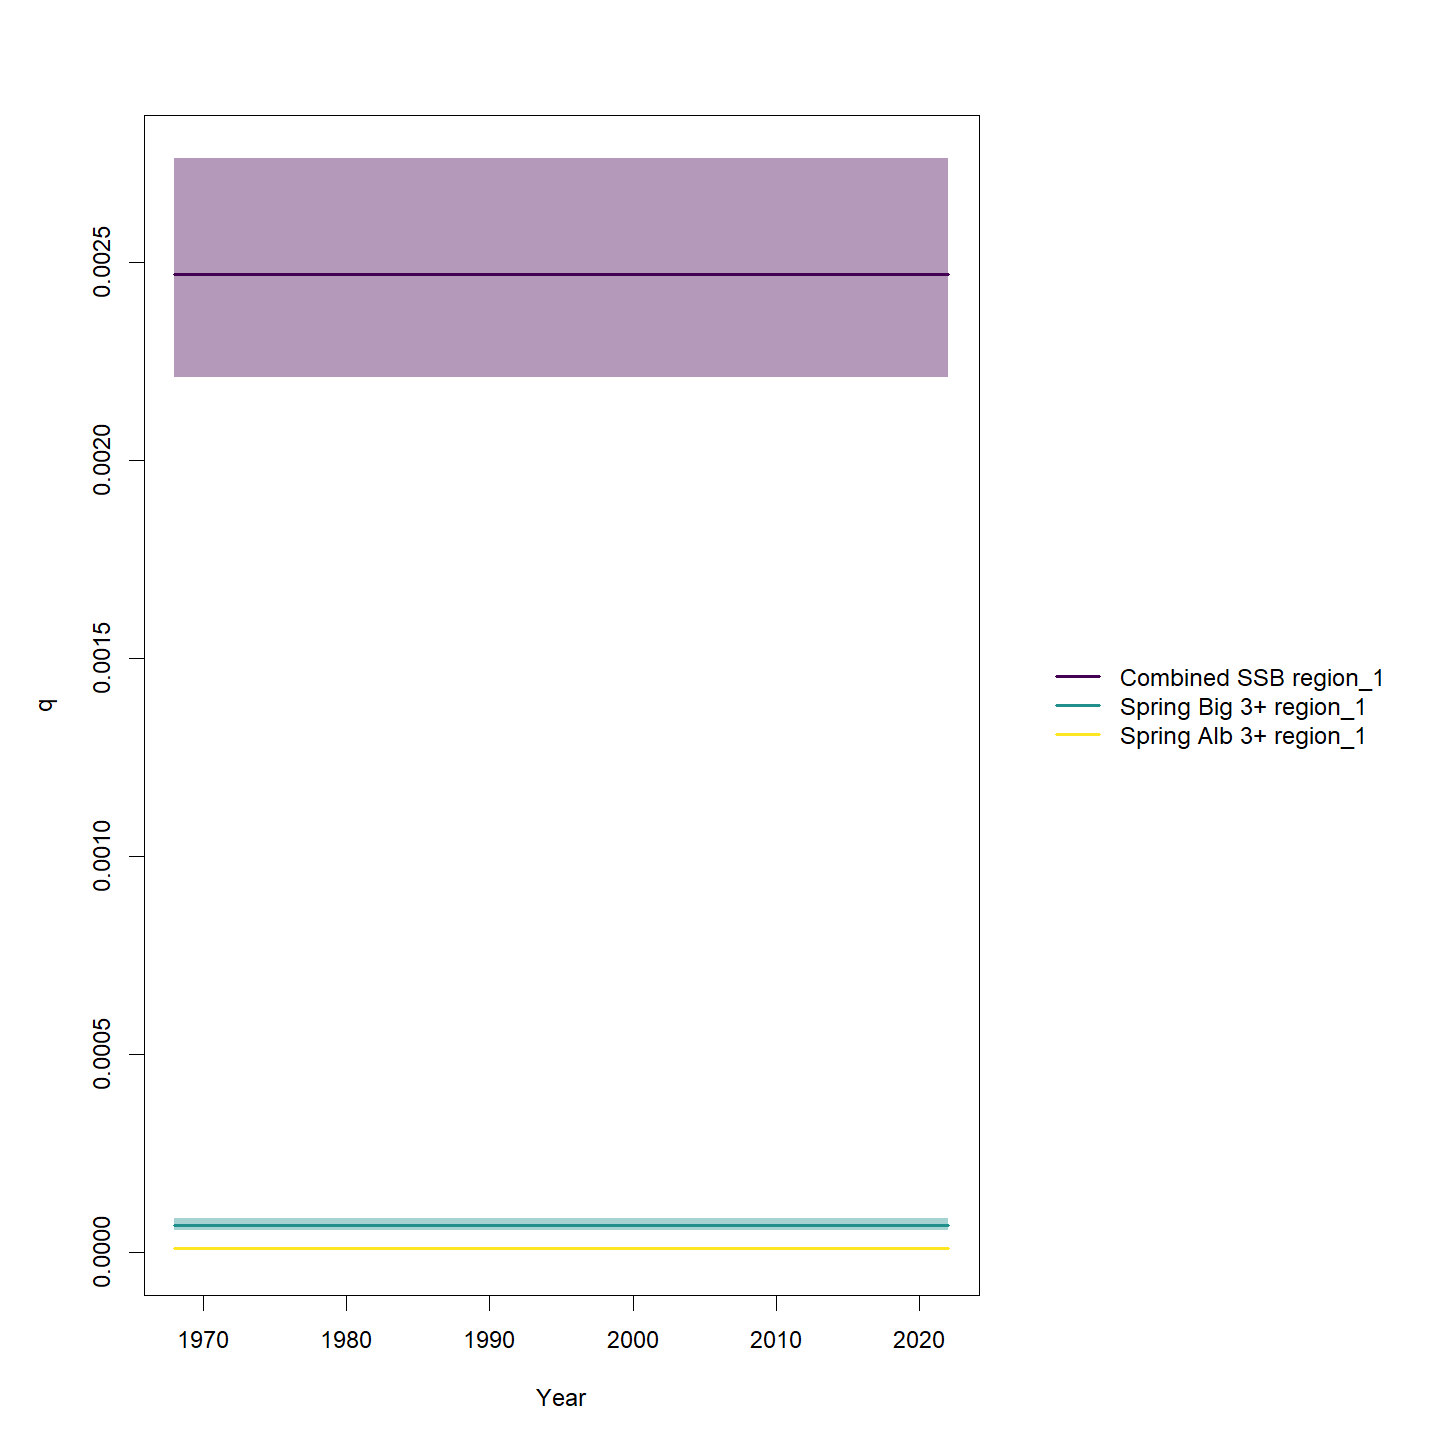 0.0025
0.0020
0.0015
0.0010
0.0005
0.0000
q
1970 1980 1990 2000 2010 2020
Year
Combined SSB region_1
Spring Big 3+ region_1
Spring Alb 3+ region_1